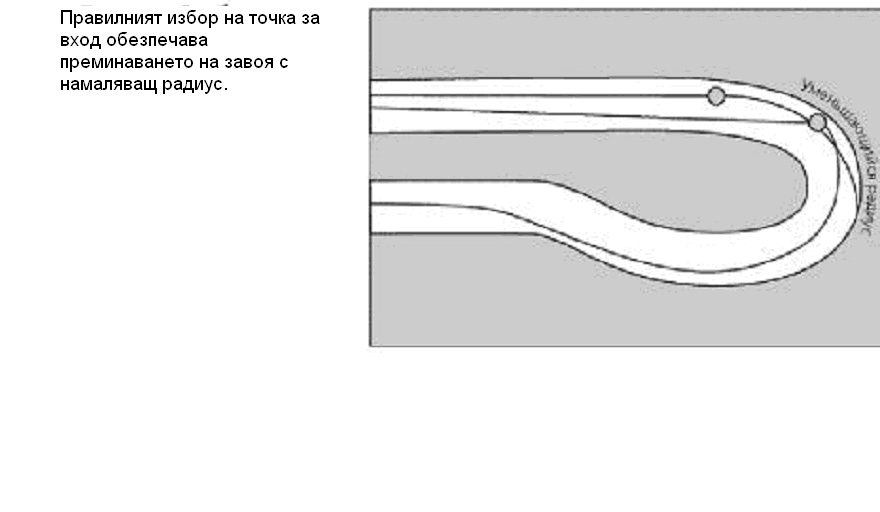 Правилният избор на точка за
вход обезпечава
преминаването на завоя с
намаляващ радиус.
Уменьшающийся радиус